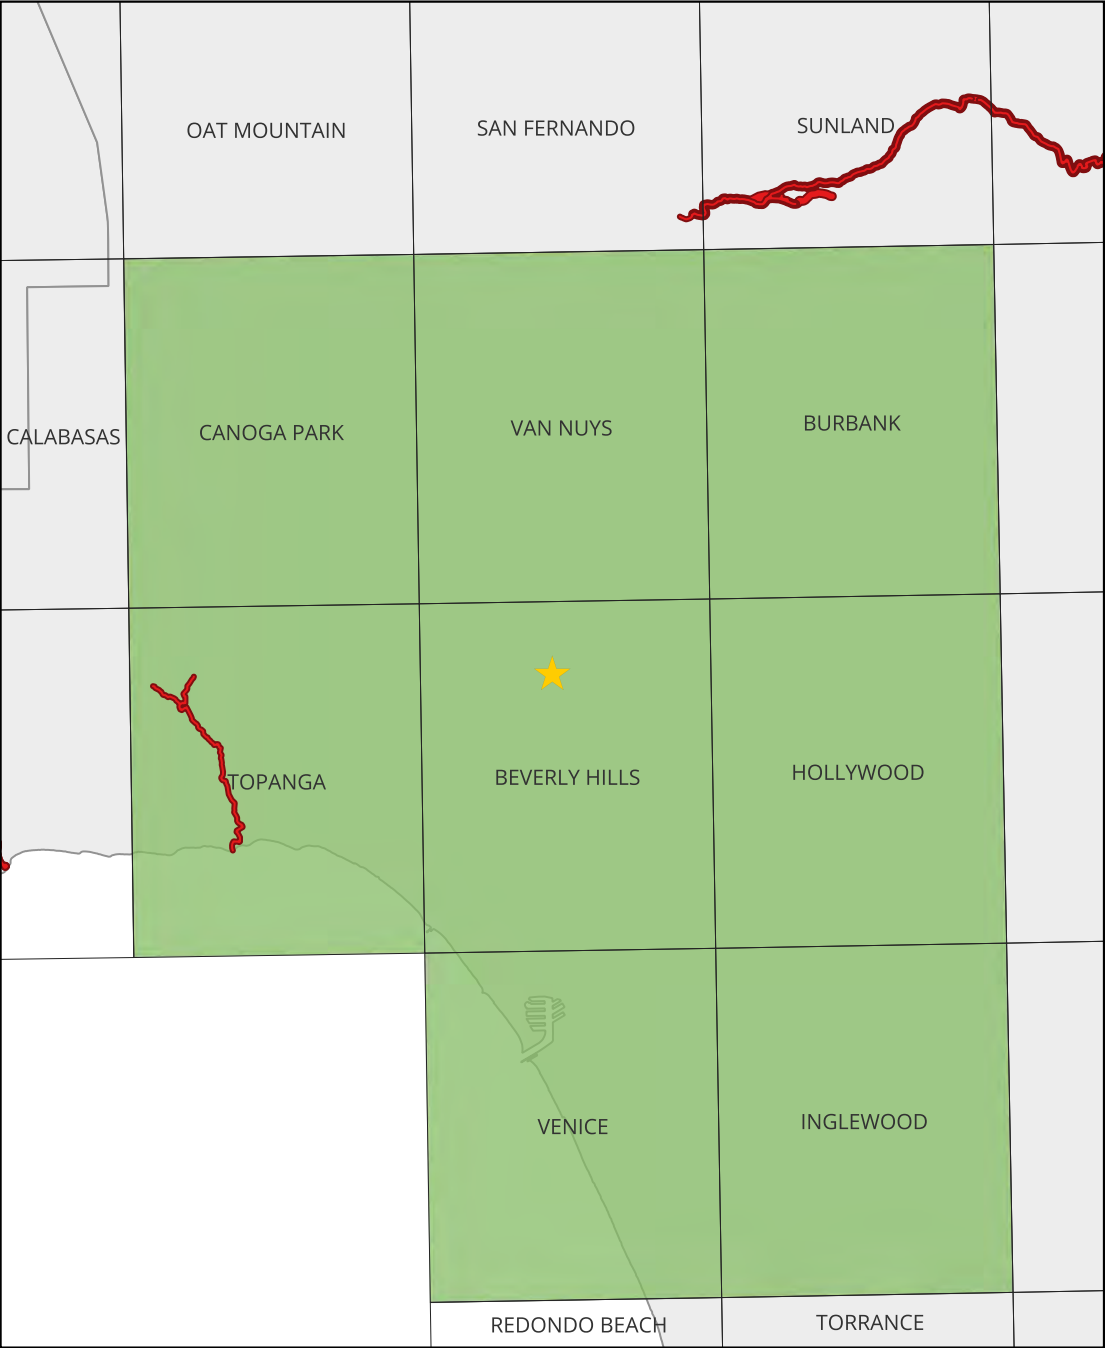 OAT MOUNTAIN
SAN FERNANDO
SUNLAND
CALABASAS
CANOGA PARK
VAN NUYS
BURBANK
TOPANGA
BEVERLY HILLS
HOLLYWOOD
VENICE
INGLEWOOD
REDONDO BEACH
TORRANCE